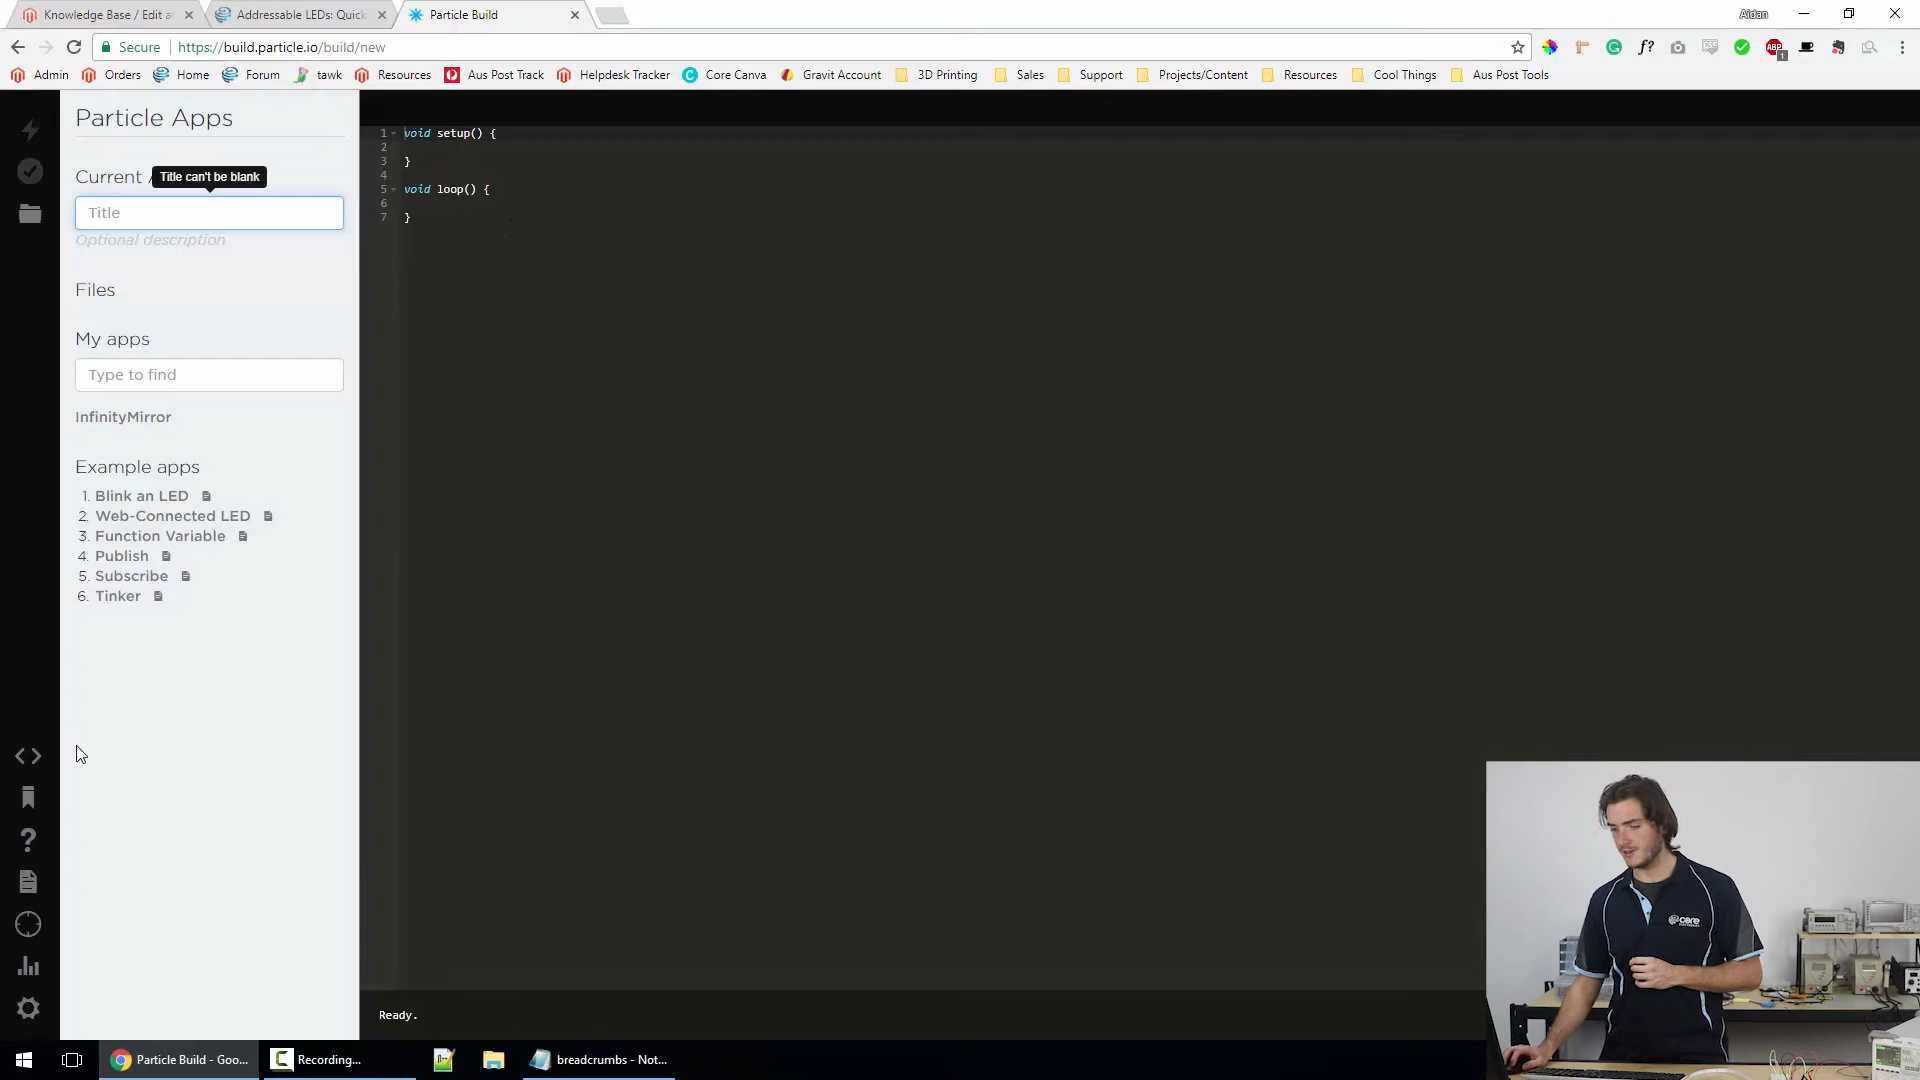 Knowledge Base / Edit a
Addressable LEDs: Quick
Particle Build
Aidan
Secure
https://build.particle.io/build/new
f?
ABP
1
Admin
Orders
Home
Forum
tawk
Resources
Aus Post Track
Helpdesk Tracker
Core Canva
Gravit Account
3D Printing
Sales
Support
Projects/Content
Resources
Cool Things
Aus Post Tools
Particle Apps
Current A
Title can't be blank
Title
Optional description
Files
My apps
Type to find
InfinityMirror
Example apps
1. Blink an LED
2. Web-Connected LED
3. Function Variable
4. Publish
5. Subscribe
6. Tinker
1 void setup() {
2
3 }
4
5 void loop() {
6
7 }
Ready.
core
Particle Build - Goo...
Recording...
breadcrumbs - Not...